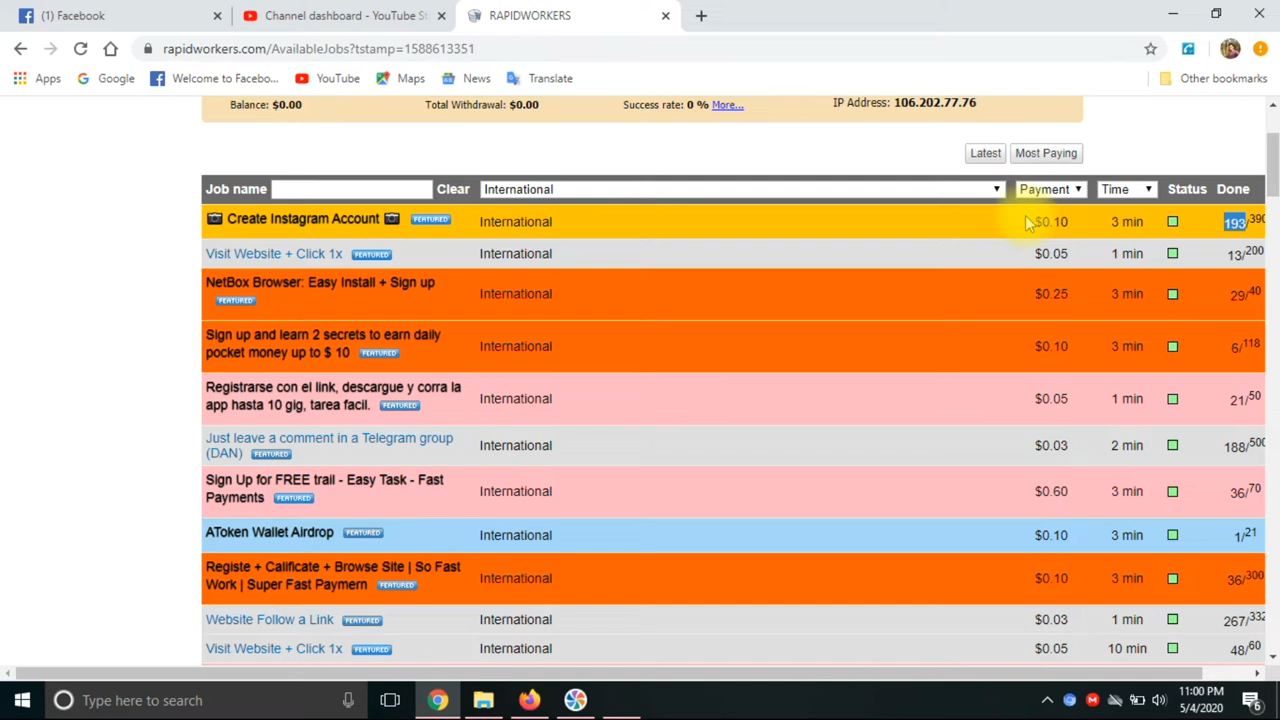 (1) Facebook
Channel dashboard - YouTube St
RAPIDWORKERS
rapidworkers.com/AvailableJobs?tstamp=1588613351
Apps Google Welcome to Facebo... YouTube Maps News Translate Other bookmarks
Balance: $0.00 Total Withdrawal: $0.00 Success rate: 0 % More... IP Address: 106.202.77.76
Latest Most Paying
Job name Clear International Payment Time Status Done
Create Instagram Account FEATURED International $0.10 3 min 193/390
Visit Website + Click 1x FEATURED International $0.05 1 min 13/200
NetBox Browser: Easy Install + Sign up
FEATURED International $0.25 3 min 29/40
Sign up and learn 2 secrets to earn daily
pocket money up to $ 10 FEATURED International $0.10 3 min 6/118
Registrarse con el link, descargue y corra la
app hasta 10 gig, tarea facil. FEATURED International $0.05 1 min 21/50
Just leave a comment in a Telegram group
(DAN) FEATURED International $0.03 2 min 188/500
Sign Up for FREE trail - Easy Task - Fast
Payments FEATURED International $0.60 3 min 36/70
AToken Wallet Airdrop FEATURED International $0.10 3 min 1/21
Registe + Calificate + Browse Site | So Fast
Work | Super Fast Paymern FEATURED International $0.10 3 min 36/300
Website Follow a Link FEATURED International $0.03 1 min 267/332
Visit Website + Click 1x FEATURED International $0.05 10 min 48/60
Type here to search
11:00 PM
5/4/2020
6